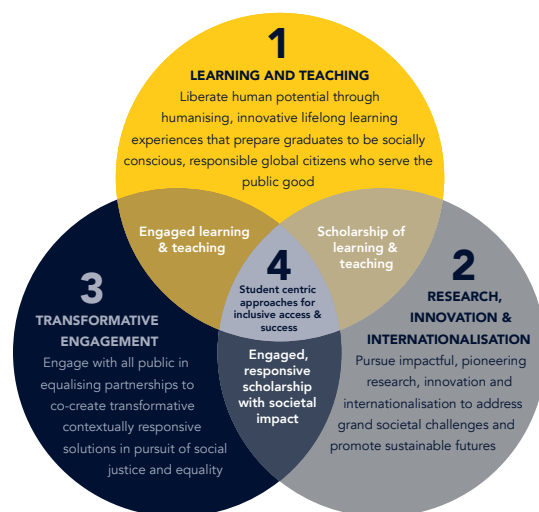 1
LEARNING AND TEACHING
Liberate human potential through
humanising, innovative lifelong learning
experiences that prepare graduates to be socially
conscious, responsible global citizens who serve the
public good
Engaged learning
& teaching
Scholarship of
learning &
teaching
4
Student centric
approaches for
inclusive access &
success
2
RESEARCH,
INNOVATION &
INTERNATIONALISATION
Pursue impactful, pioneering
research, innovation and
internationalisation to address
grand societal challenges and
promote sustainable futures
3
TRANSFORMATIVE
ENGAGEMENT
Engage with all public in
equalising partnerships to
co-create transformative
contextually responsive
solutions in pursuit of social
justice and equality
Engaged,
responsive
scholarship
with societal
impact